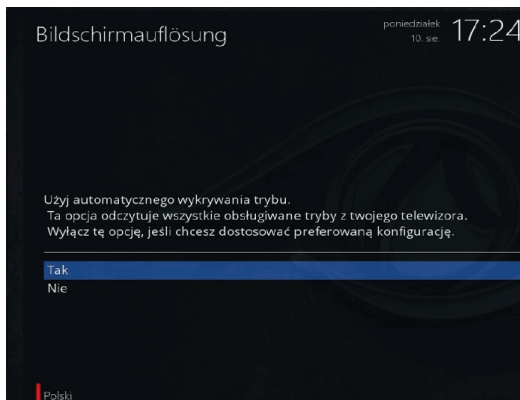 Bildschirmauflösung
poniedziałek
10. sie.
17:24
Użyj automatycznego wykrywania trybu.
Ta opcja odczytuje wszystkie obsługiwane tryby z twojego telewizora.
Wyłącz tę opcję, jeśli chcesz dostosować preferowaną konfigurację.
Tak
Nie
Polski